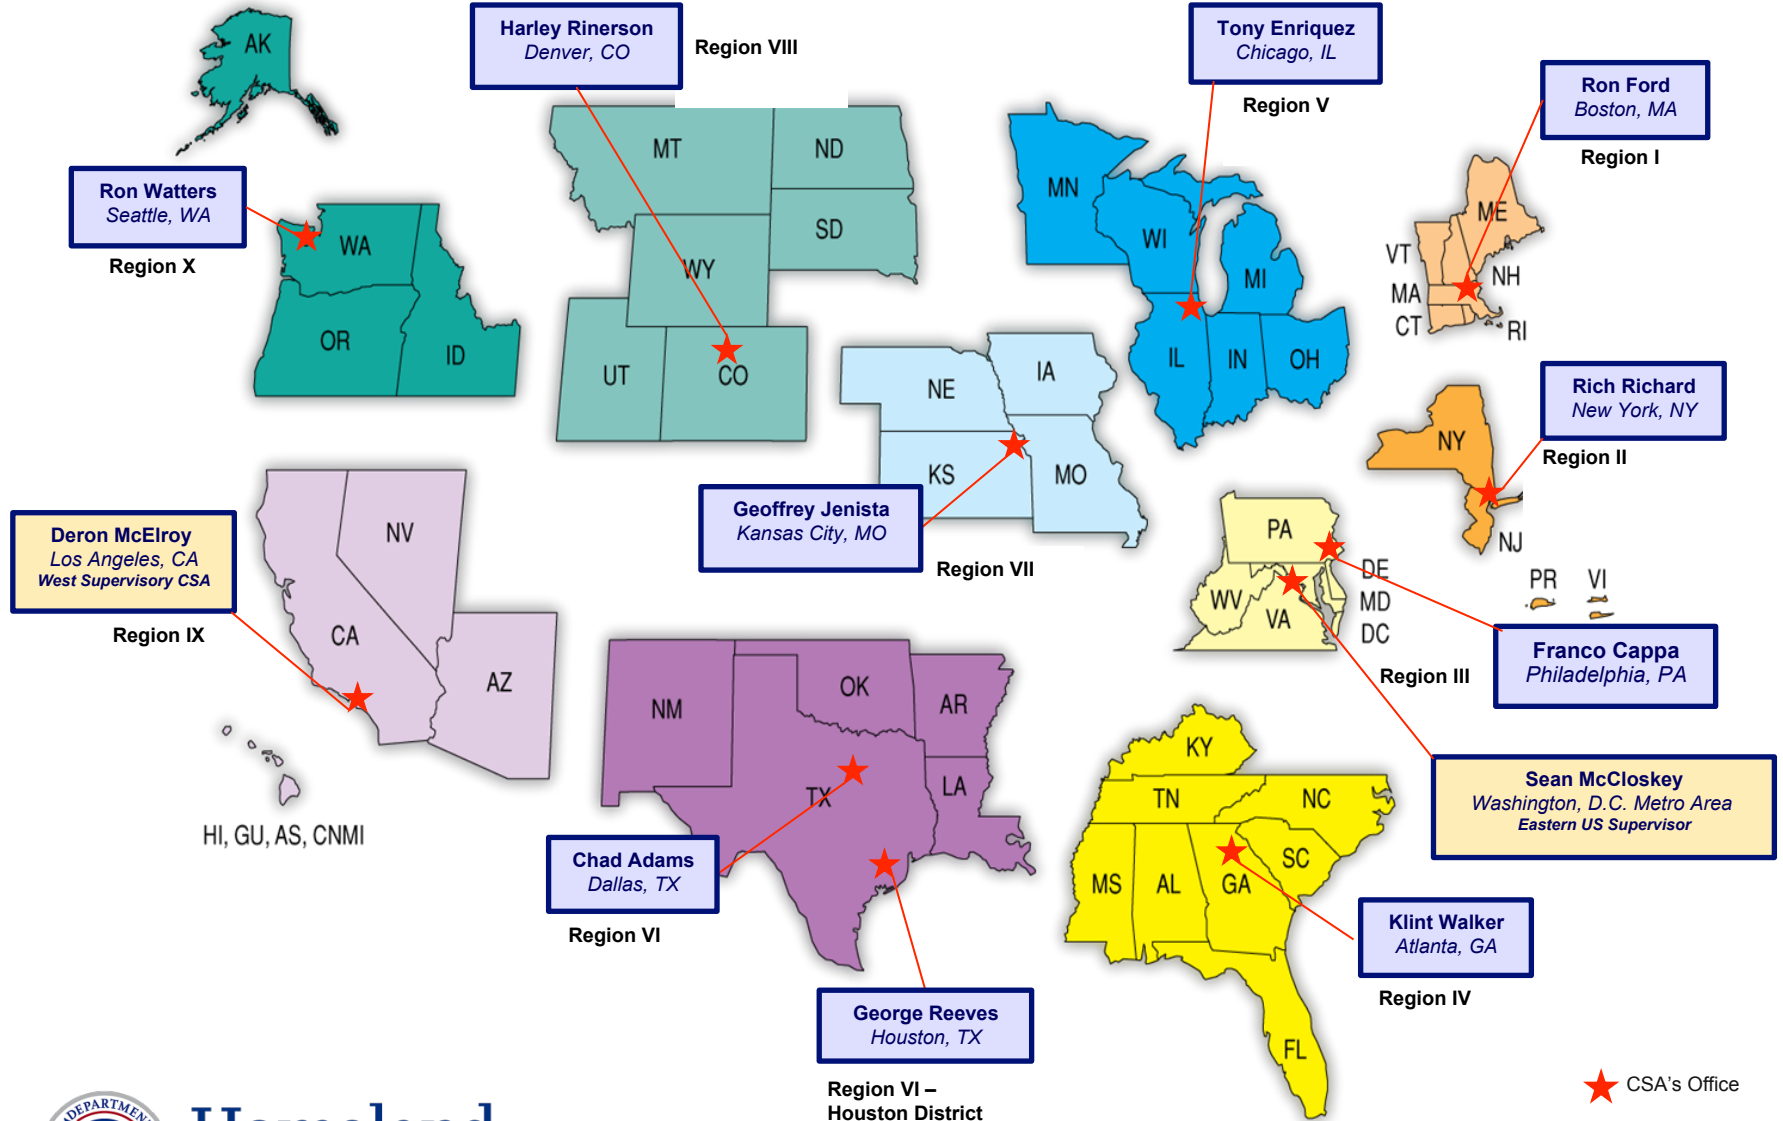 AK
Harley Rinerson
Denver, CO
Region VIII
Tony Enriquez
Chicago, IL
Region V
Ron Ford
Boston, MA
Region I
Ron Watters
Seattle, WA
Region X
WA
OR
ID
MT
ND
SD
WY
UT
CO
MN
WI
MI
IL
IN
OH
ME
VT
NH
MA
CT
RI
NE
IA
KS
MO
Geoffrey Jenista
Kansas City, MO
Region VII
Rich Richard
New York, NY
Region II
NY
NJ
PR
VI
Deron McElroy
Los Angeles, CA
West Supervisory CSA
Region IX
NV
CA
AZ
HI, GU, AS, CNMI
PA
WV
VA
DE
MD
DC
Region III
Franco Cappa
Philadelphia, PA
Sean McCloskey
Washington, D.C. Metro Area
Eastern US Supervisor
NM
OK
AR
TX
LA
Chad Adams
Dallas, TX
Region VI
George Reeves
Houston, TX
Region VI –
Houston District
KY
TN
NC
SC
MS
AL
GA
FL
Klint Walker
Atlanta, GA
Region IV
CSA's Office
DEPARTMEN
Homeland